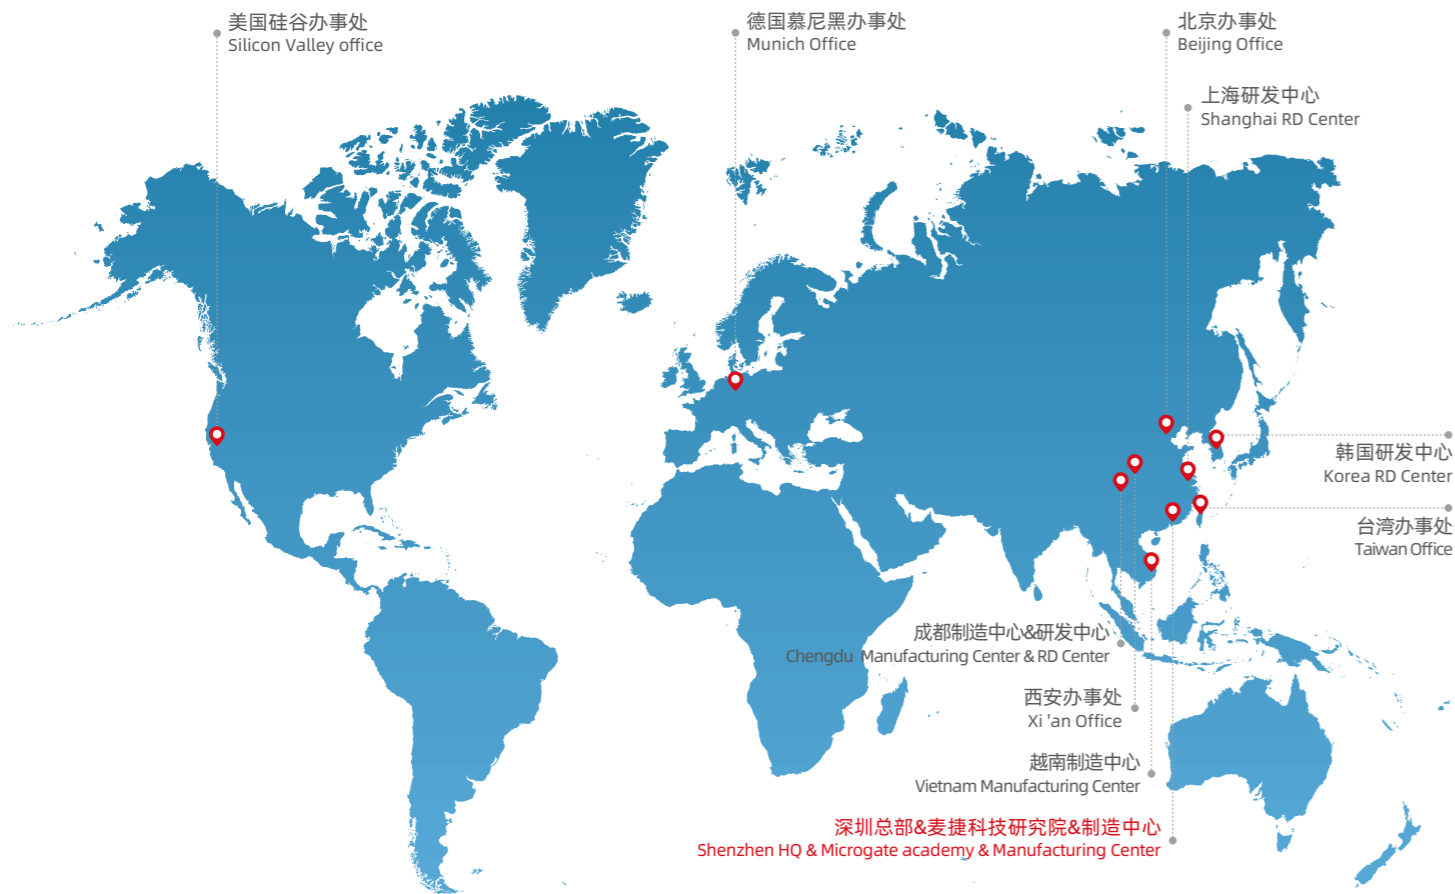 美国硅谷办事处
Silicon Valley office
德国慕尼黑办事处
Munich Office
北京办事处
Beijing Office
上海研发中心
Shanghai RD Center
韩国研发中心
Korea RD Center
台湾办事处
Taiwan Office
成都制造中心&研发中心
Chengdu Manufacturing Center & RD Center
西安办事处
Xi 'an Office
越南制造中心
Vietnam Manufacturing Center
深圳总部&麦捷科技研究院&制造中心
Shenzhen HQ & Microgate academy & Manufacturing Center